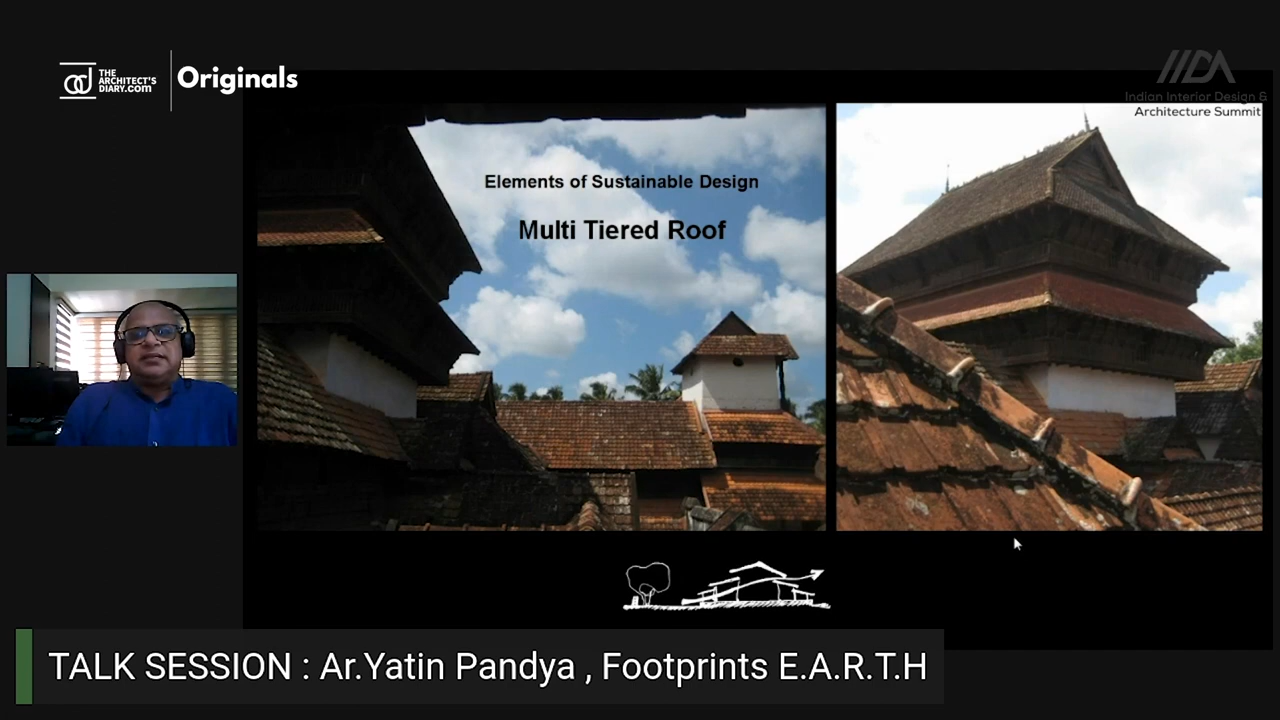 THE
ARCHITECT'S
DIARY.com
Originals
IIDA
Indian Interior Design &
Architecture Summit
Elements of Sustainable Design
Multi Tiered Roof
TALK SESSION : Ar.Yatin Pandya , Footprints E.A.R.T.H